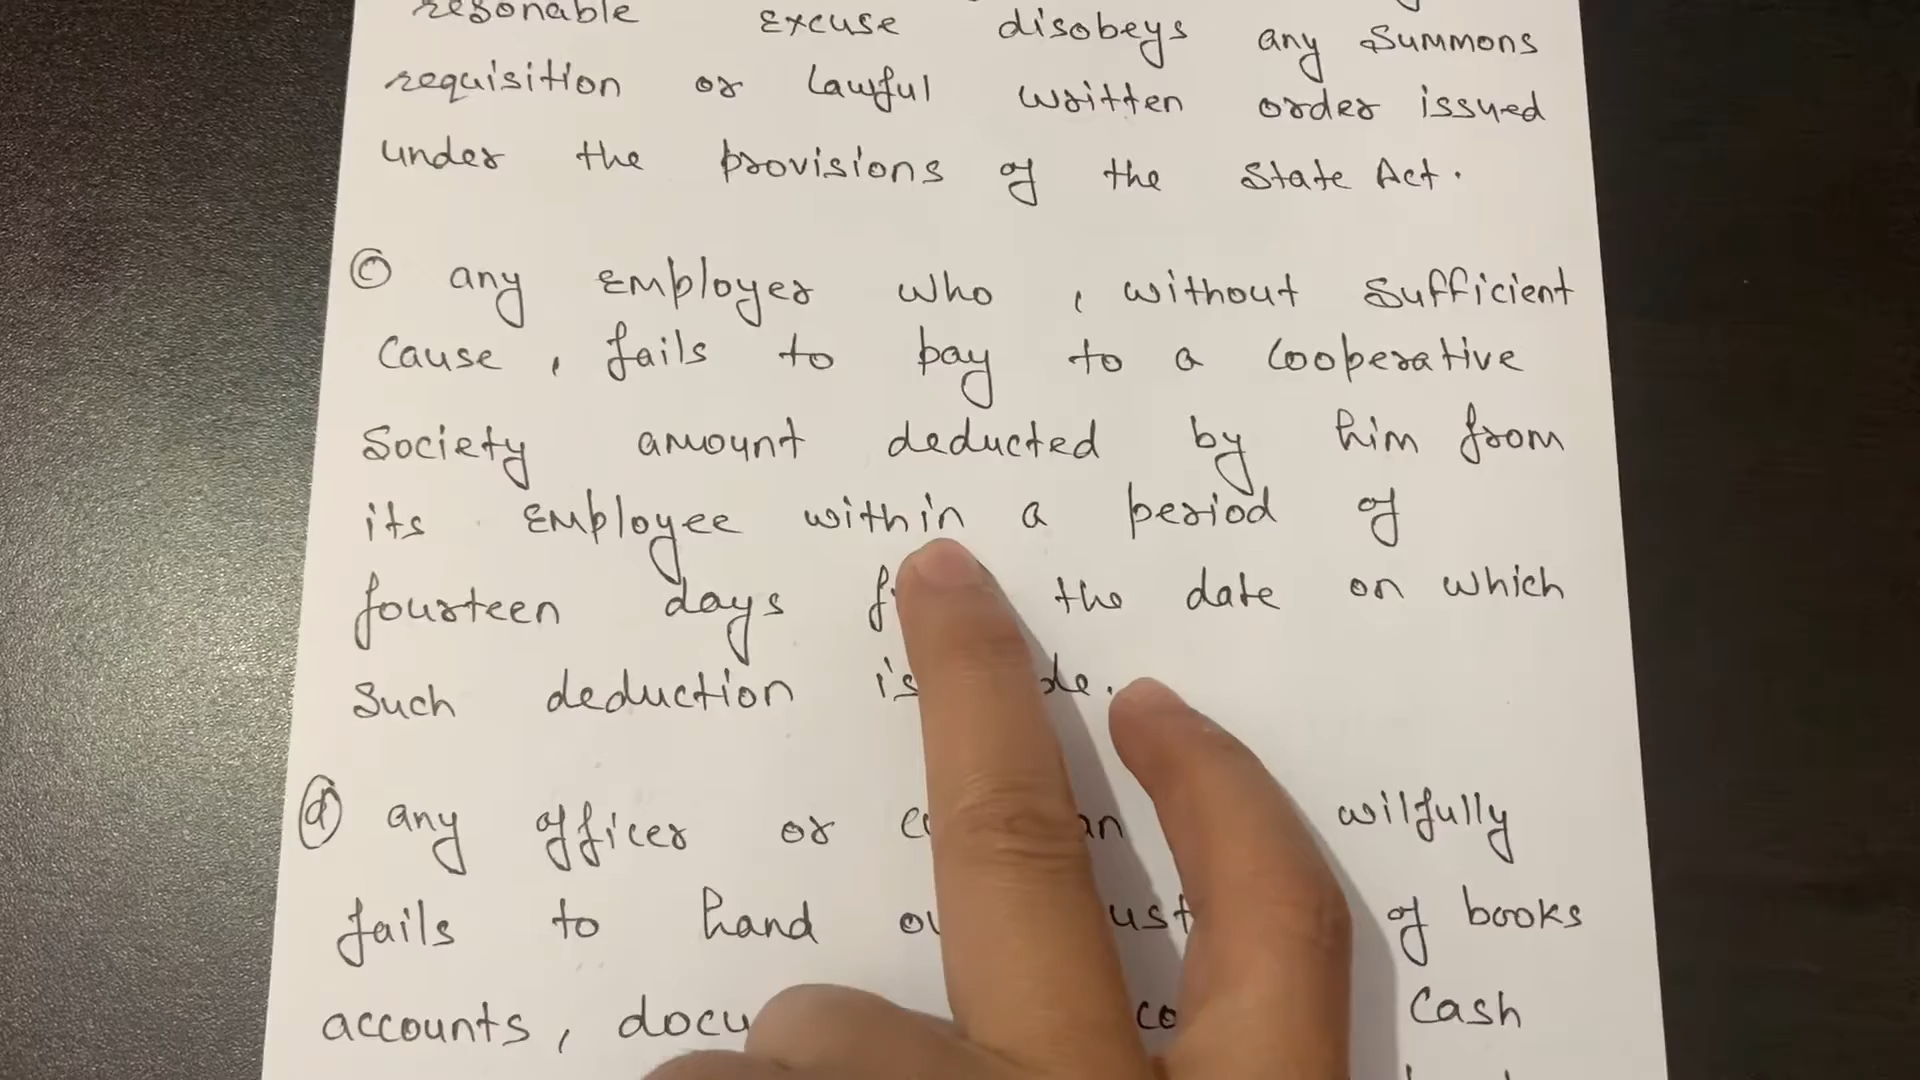 resonable excuse disobeys any summons
requisition or lawful written order issued
under the provisions of the State Act.
(c) any employer who , without sufficient
cause , fails to pay to a cooperative
society amount deducted by him from
its employee within a period of
fourteen days the date on which
such deduction is
(d) any officer or wilfully
fails to hand of books
accounts, cash